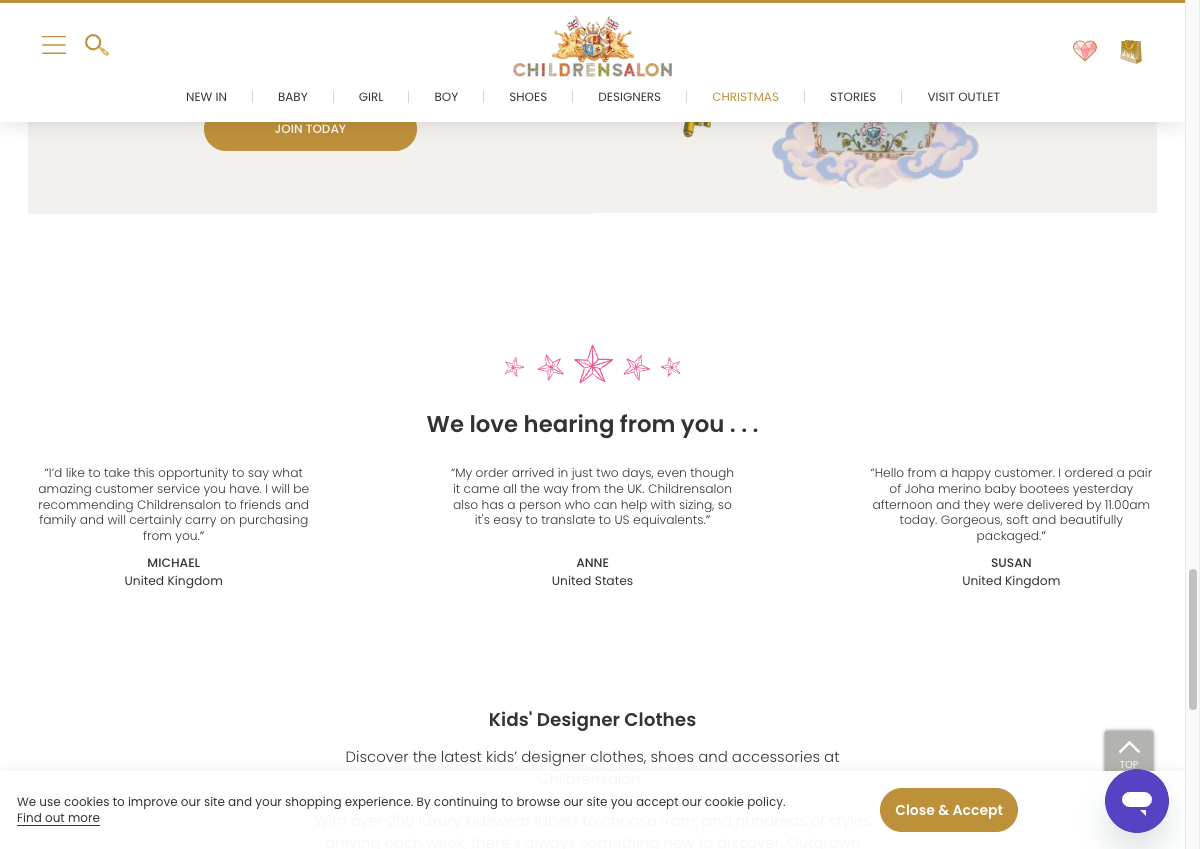 CHILDRENSALON
NEW IN
BABY
GIRL
BOY
SHOES
DESIGNERS
CHRISTMAS
STORIES
VISIT OUTLET
JOIN TODAY
We love hearing from you . . .
“I’d like to take this opportunity to say what
amazing customer service you have. I will be
recommending Childrensalon to friends and
family and will certainly carry on purchasing
from you.”
MICHAEL
United Kingdom
“My order arrived in just two days, even though
it came all the way from the UK. Childrensalon
also has a person who can help with sizing, so
it's easy to translate to US equivalents.”
ANNE
United States
“Hello from a happy customer. I ordered a pair
of Joha merino baby bootees yesterday
afternoon and they were delivered by 11.00am
today. Gorgeous, soft and beautifully
packaged.”
SUSAN
United Kingdom
Kids' Designer Clothes
Discover the latest kids’ designer clothes, shoes and accessories at
Childrensalon.
TOP
We use cookies to improve our site and your shopping experience. By continuing to browse our site you accept our cookie policy.
Find out more
Close & Accept
With over 250 luxury kidswear labels to choose from, and hundreds of styles
arriving each week, there’s always something new to discover. Outgrown